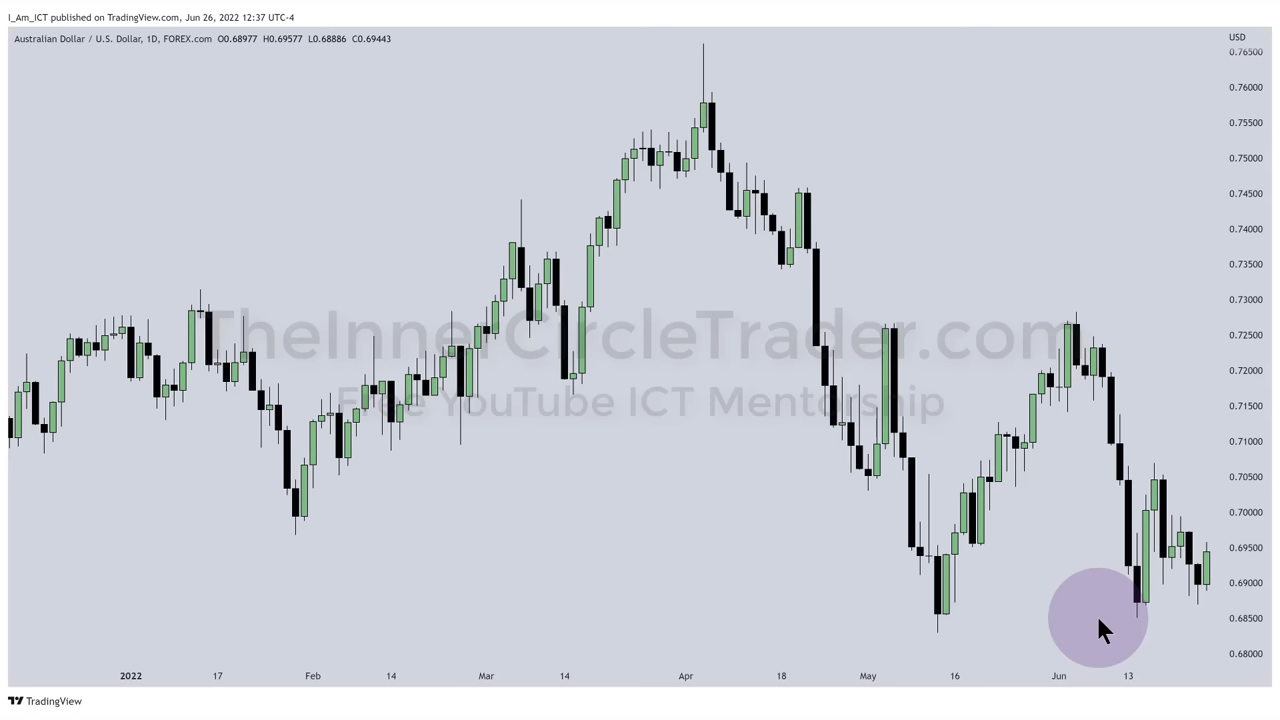 I_Am_ICT published on TradingView.com, Jun 26, 2022 12:37 UTC-4
Australian Dollar / U.S. Dollar, 1D, FOREX.com O0.68977 H0.69577 L0.68886 C0.69443
USD
0.76500
0.76000
0.75500
0.75000
0.74500
0.74000
0.73500
0.73000
0.72500
0.72000
0.71500
0.71000
0.70500
0.70000
0.69500
0.69000
0.68500
0.68000
TheInnerCircleTrader.com
Free YouTube ICT Mentorship
2022 17 Feb 14 Mar 14 Apr 18 May 16 Jun 13
TradingView